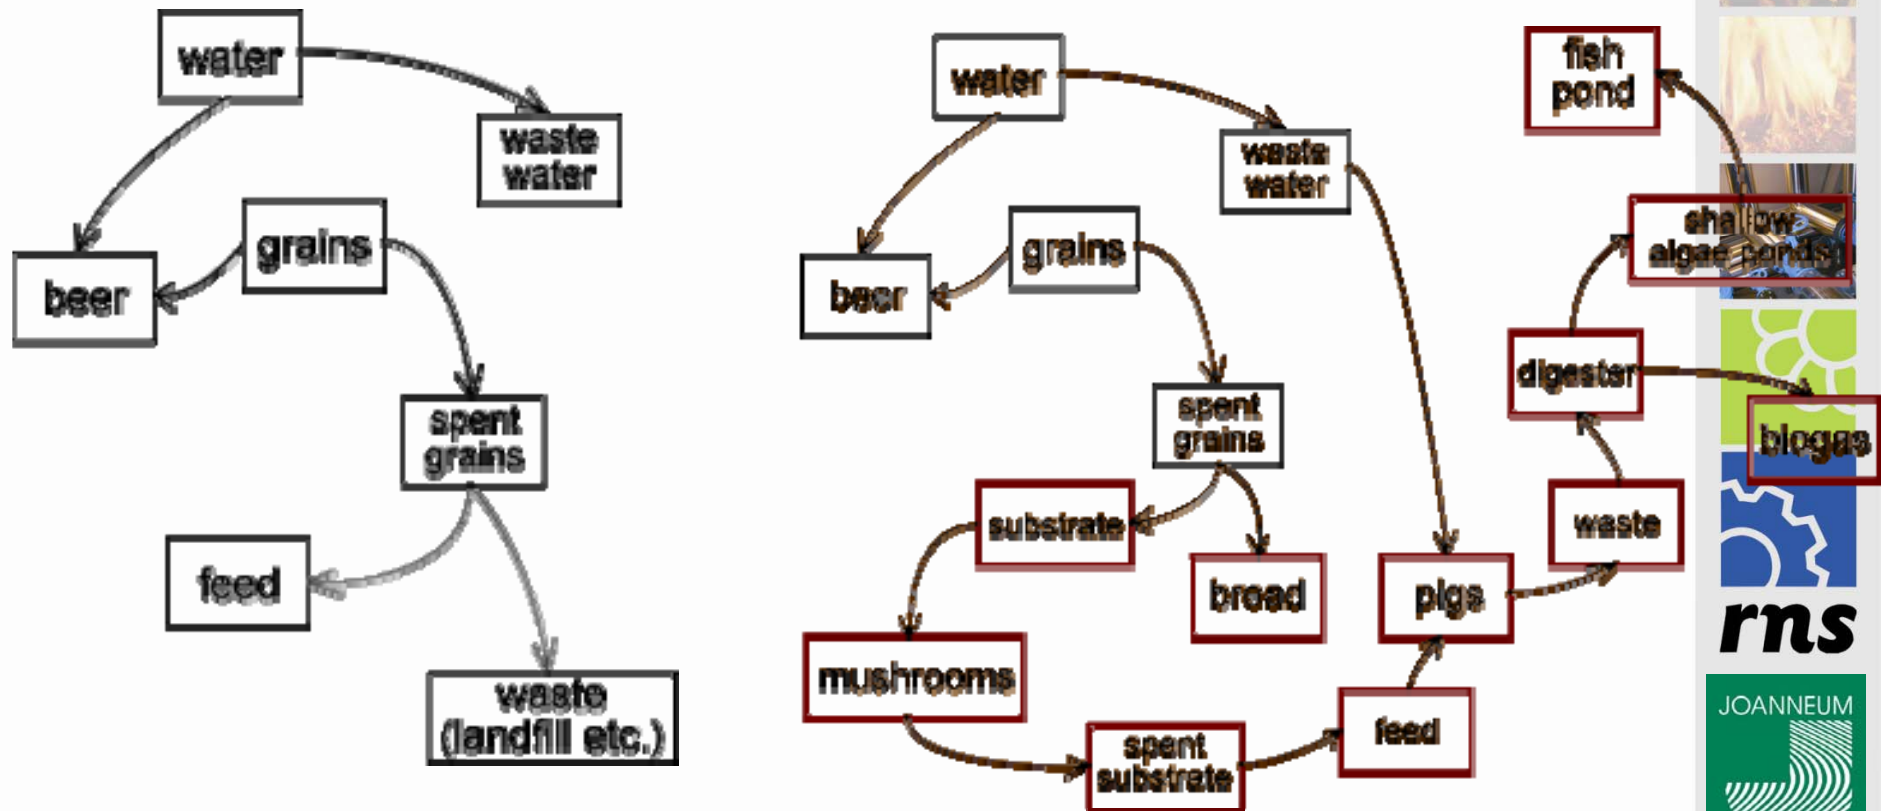 water
waste
water
grains
beer
spent
grains
feed
waste
(landfill etc.)
water
waste
water
grains
beer
spent
grains
substrate
bread
mushrooms
spent
substrate
feed
pigs
waste
digester
biogas
shallow
algae ponds
fish
pond
rns
JOANNEUM